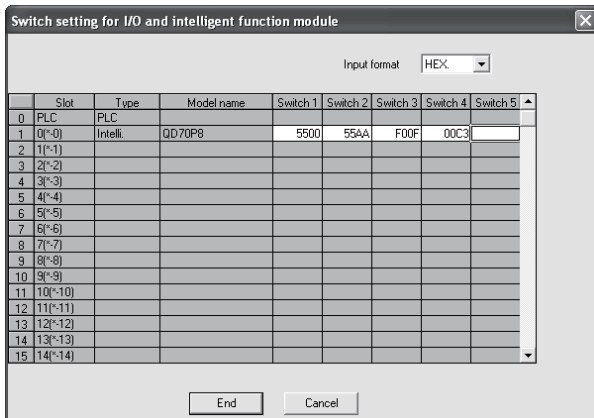 Switch setting for I/O and intelligent function module
Input format HEX.
Slot Type Model name Switch 1 Switch 2 Switch 3 Switch 4 Switch 5
0 PLC PLC
1 0(*-0) Intelli. QD70P8 5500 55AA F00F 00C3
2 1(*-1)
3 2(*-2)
4 3(*-3)
5 4(*-4)
6 5(*-5)
7 6(*-6)
8 7(*-7)
9 8(*-8)
10 9(*-9)
11 10(*-10)
12 11(*-11)
13 12(*-12)
14 13(*-13)
15 14(*-14)
End Cancel